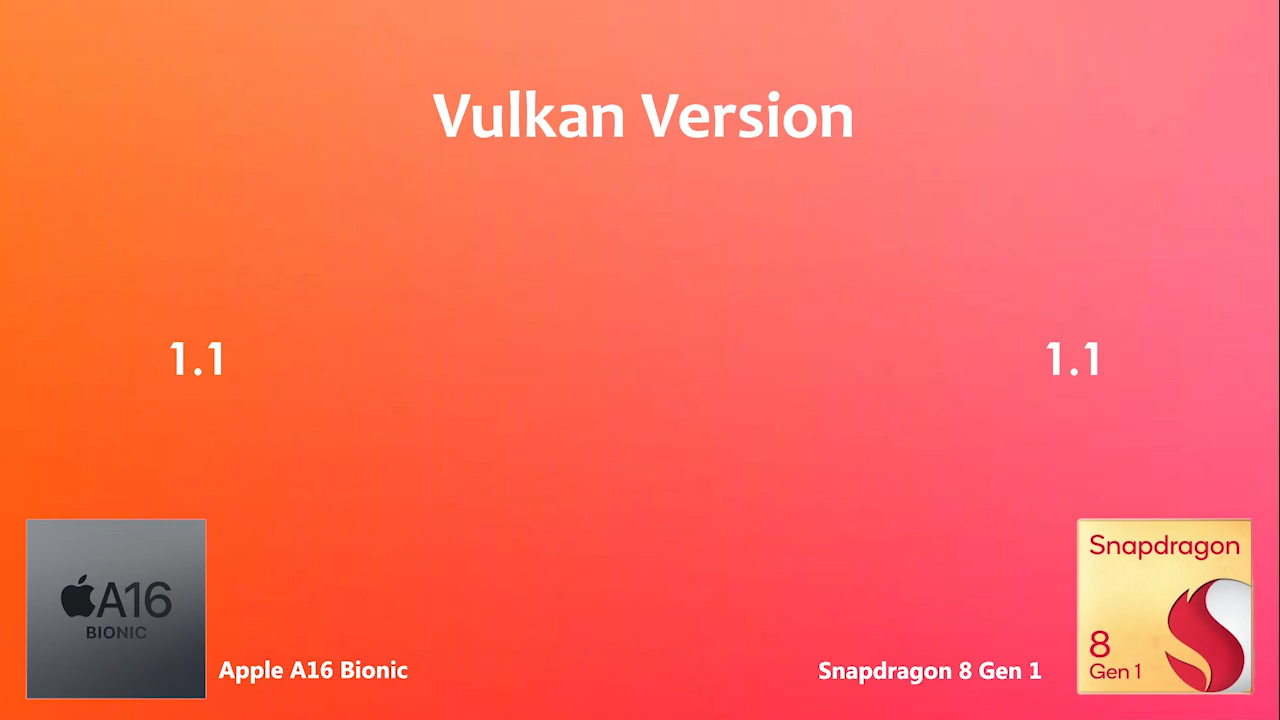 Vulkan Version
1.1
1.1
A16
BIONIC
Apple A16 Bionic
Snapdragon 8 Gen 1
Snapdragon
8
Gen 1